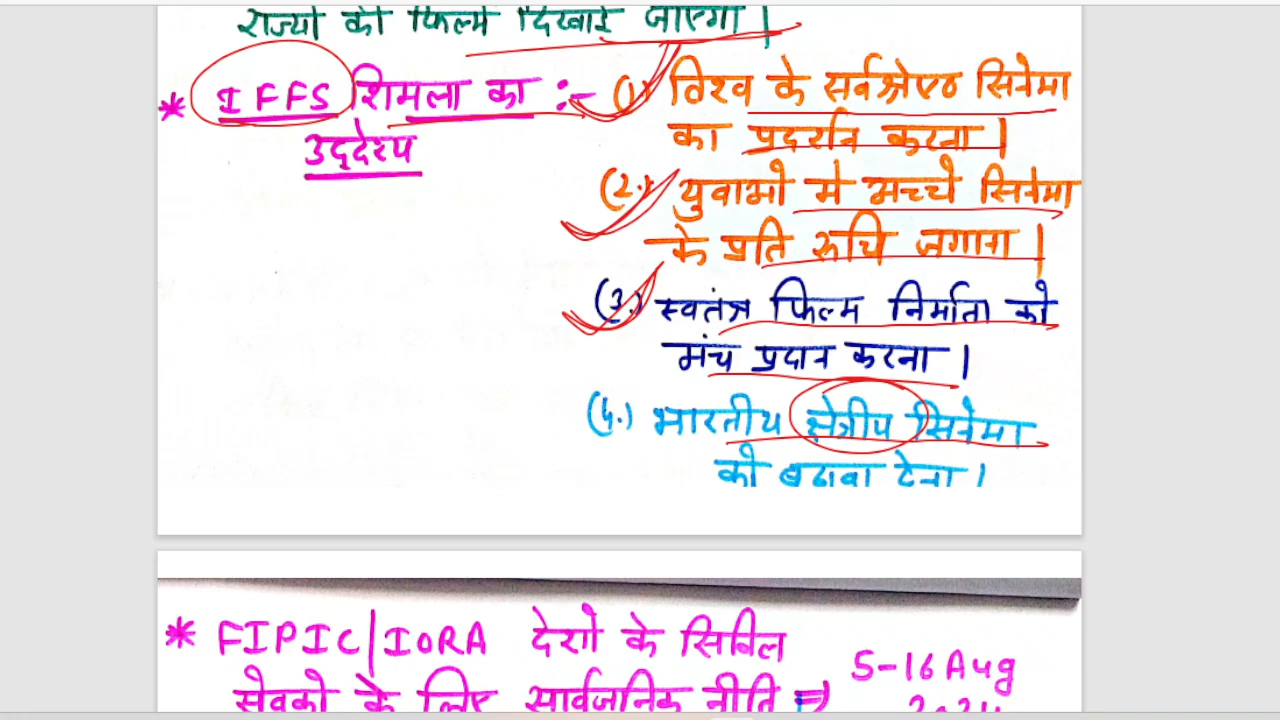 राज्यों की फिल्में दिखाई जाएगी |
* IFFS शिमला का :- (1) विश्व के सर्वश्रेष्ठ सिनेमा
उद्देश्य
का प्रदर्शन करना |
(2.) युवाओं में अच्छे सिनेमा
के प्रति रुचि जगाना |
(3.) स्वतंत्र फिल्म निर्माता को
मंच प्रदान करना |
(4.) भारतीय क्षेत्रीय सिनेमा
को बढावा देना |
* FIPIC/IORA देशों के सिविल
सेवकों के लिए सार्वजनिक नीति ⇒ 5-16 Aug
2024